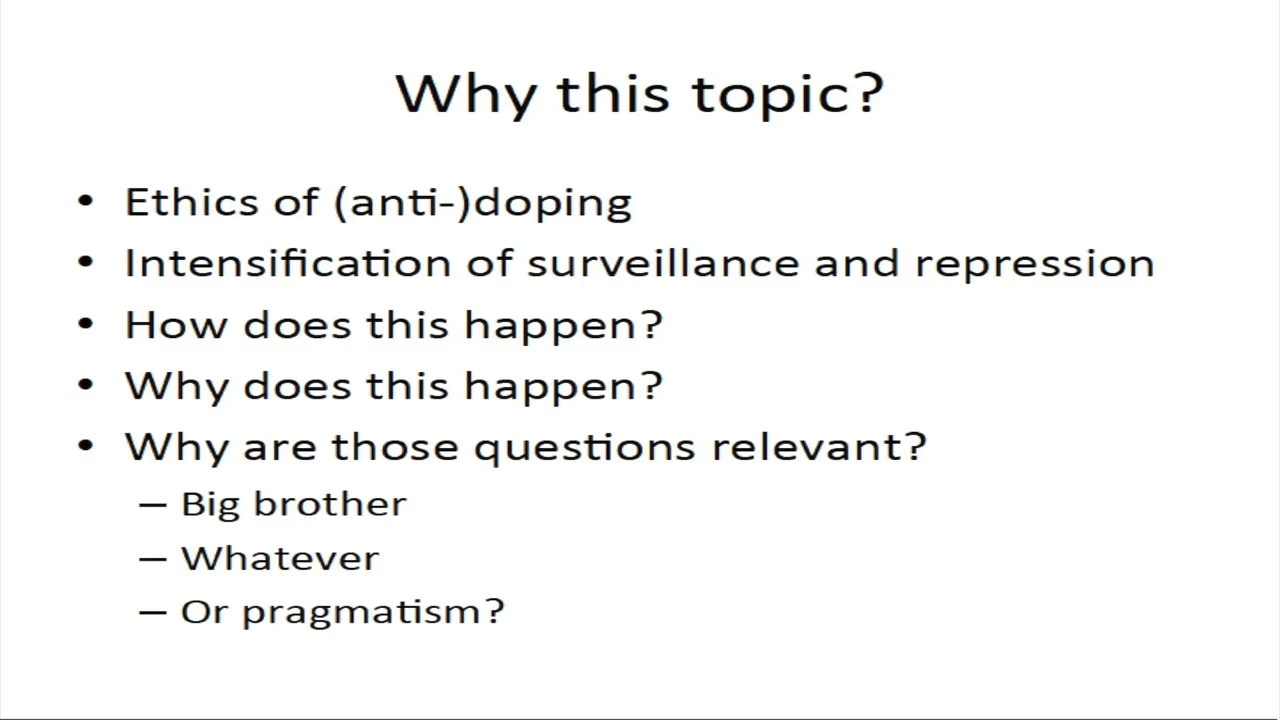 Why this topic?
• Ethics of (anti-)doping
• Intensification of surveillance and repression
• How does this happen?
• Why does this happen?
• Why are those questions relevant?
– Big brother
– Whatever
– Or pragmatism?